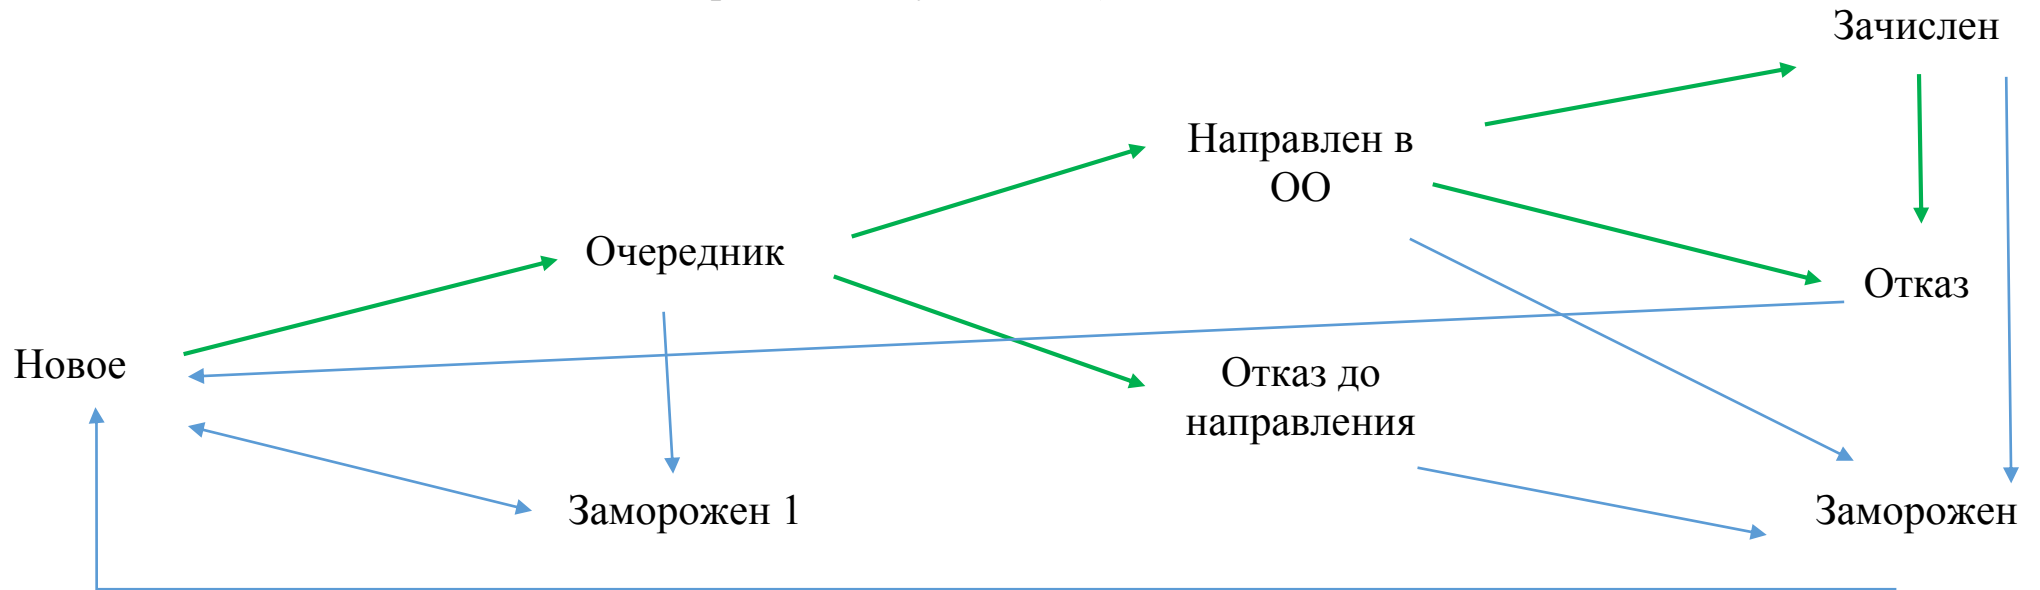 Зачислен
Направлен в
ОО
Очередник
Отказ
Новое
Отказ до
направления
Заморожен 1
Заморожен